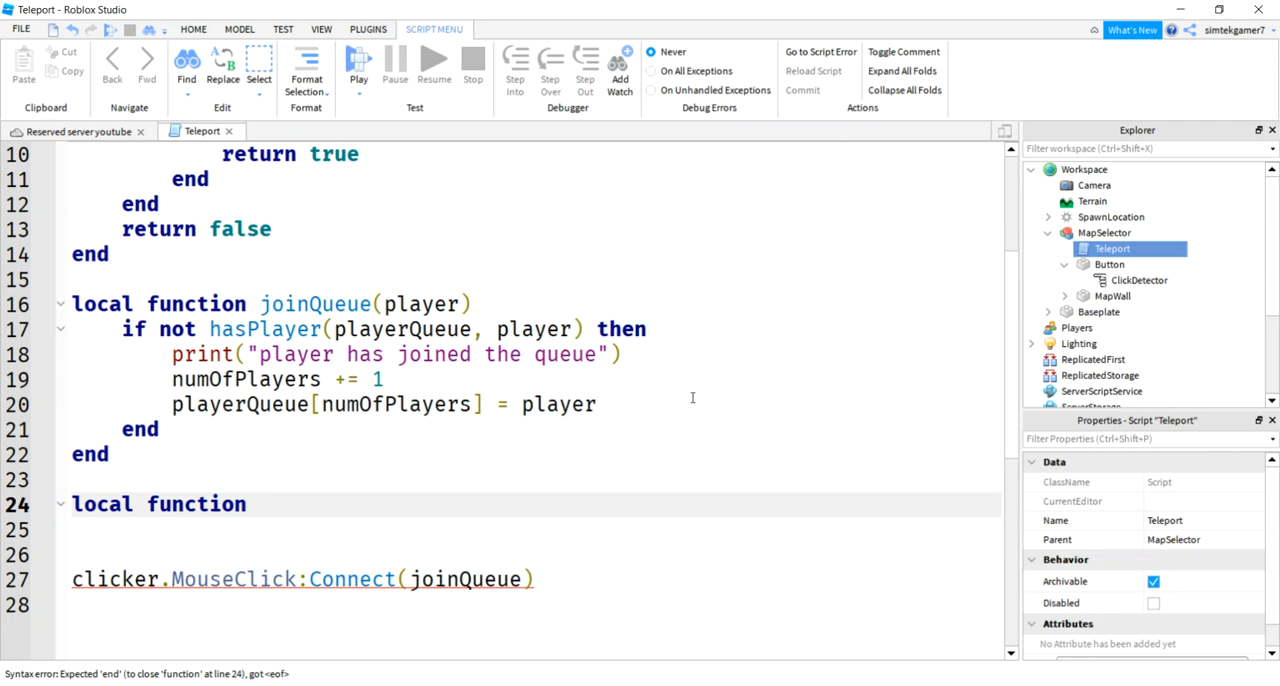 Teleport - Roblox Studio
FILE HOME MODEL TEST VIEW PLUGINS SCRIPT MENU What's New simtekgamer7
Paste Cut Copy Back Fwd Find Replace Select Format Selection Play Pause Resume Stop Step Into Step Over Step Out Add Watch Never On All Exceptions On Unhandled Exceptions Go to Script Error Reload Script Commit Toggle Comment Expand All Folds Collapse All Folds
Clipboard Navigate Edit Format Test Debugger Debug Errors Actions
Reserved server youtube Teleport
10 return true
11 end
12 end
13 return false
14 end
15
16 local function joinQueue(player)
17 if not hasPlayer(playerQueue, player) then
18 print("player has joined the queue")
19 numOfPlayers += 1
20 playerQueue[numOfPlayers] = player
21 end
22 end
23
24 local function
25
26
27 clicker.MouseClick:Connect(joinQueue)
28
Explorer
Filter workspace (Ctrl+Shift+X)
Workspace
Camera
Terrain
SpawnLocation
MapSelector
Teleport
Button
ClickDetector
MapWall
Baseplate
Players
Lighting
ReplicatedFirst
ReplicatedStorage
ServerScriptService
ServerStorage
Properties - Script "Teleport"
Filter Properties (Ctrl+Shift+P)
Data
ClassName Script
CurrentEditor
Name Teleport
Parent MapSelector
Behavior
Archivable
Disabled
Attributes
No Attribute has been added yet
Syntax error: Expected 'end' (to close 'function' at line 24), got <eof>